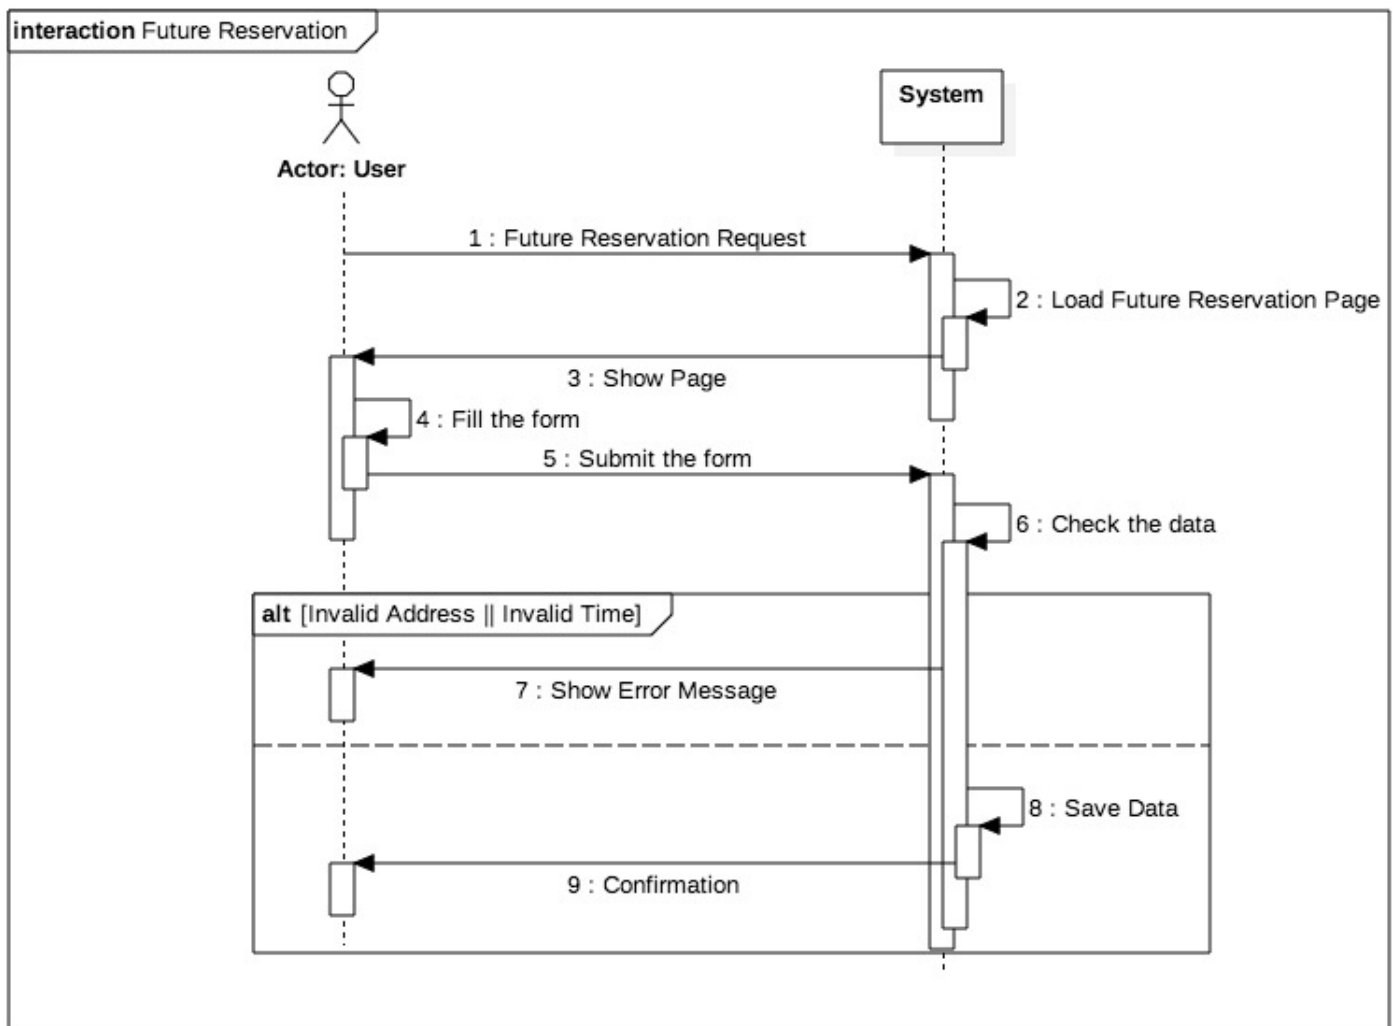 interaction Future Reservation
System
Actor: User
1 : Future Reservation Request
2 : Load Future Reservation Page
3 : Show Page
4 : Fill the form
5 : Submit the form
6 : Check the data
alt [Invalid Address || Invalid Time]
7 : Show Error Message
8 : Save Data
9 : Confirmation